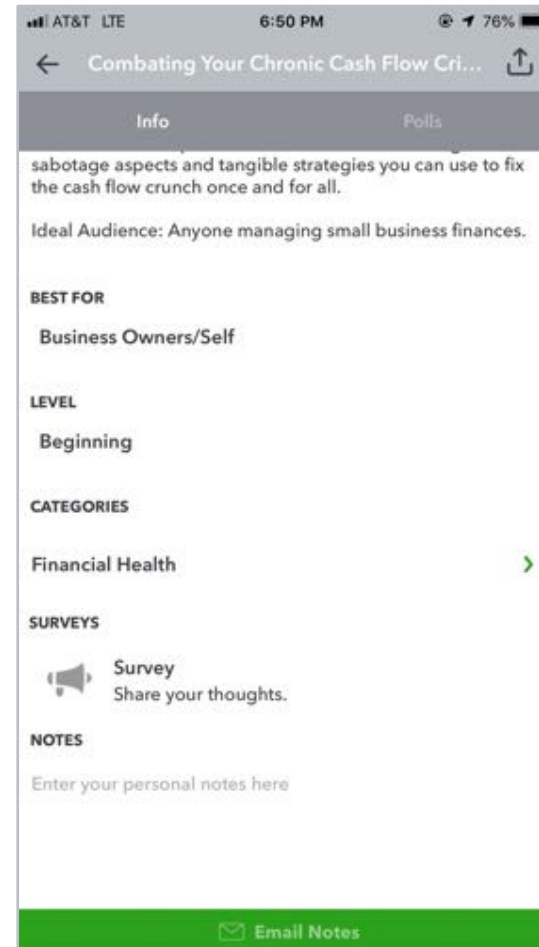 AT&T LTE 6:50 PM 76%
Combating Your Chronic Cash Flow Cri...
Info Polls
sabotage aspects and tangible strategies you can use to fix
the cash flow crunch once and for all.
Ideal Audience: Anyone managing small business finances.
BEST FOR
Business Owners/Self
LEVEL
Beginning
CATEGORIES
Financial Health
SURVEYS
Survey
Share your thoughts.
NOTES
Enter your personal notes here
Email Notes